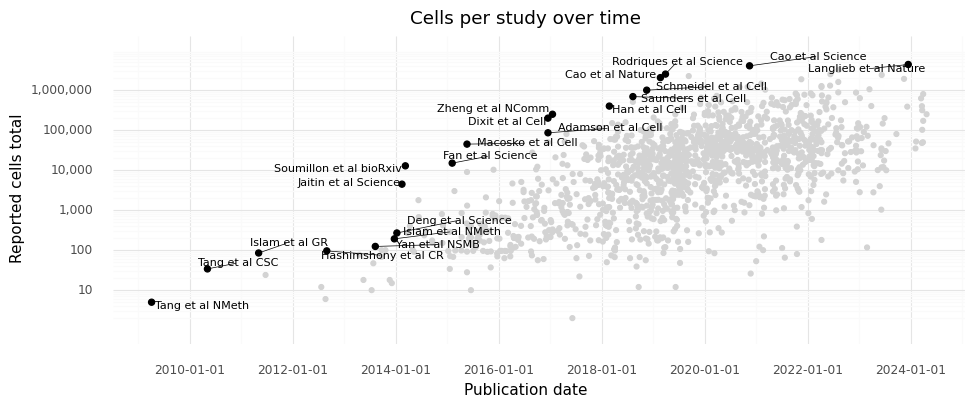 Cells per study over time
Rodriques et al Science
Cao et al Science
Langlieb et al Nature
Cao et al Nature
Schmeidel et al Cell
Saunders et al Cell
Han et al Cell
Zheng et al NComm
Dixit et al Cell
Adamson et al Cell
Macosko et al Cell
Fan et al Science
Soumillon et al bioRxiv
Jaitin et al Science
Deng et al Science
Islam et al NMeth
Yan et al NSMB
Islam et al GR
Hashimshony et al CR
Tang et al CSC
Tang et al NMeth
Reported cells total
1,000,000
100,000
10,000
1,000
100
10
2010-01-01
2012-01-01
2014-01-01
2016-01-01
2018-01-01
2020-01-01
2022-01-01
2024-01-01
Publication date